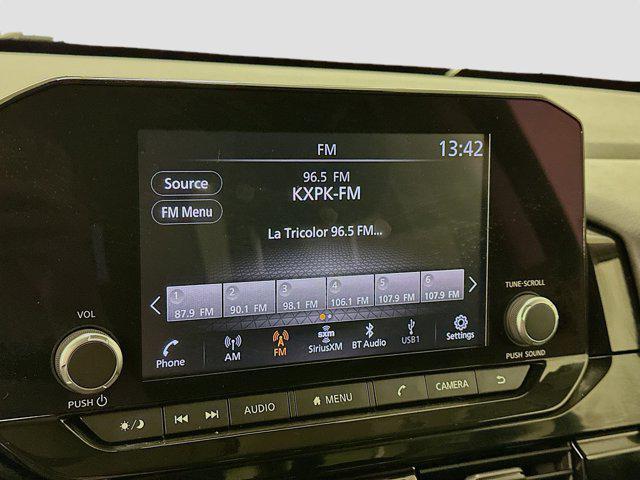 FM 13:42
96.5 FM
Source KXPK-FM
FM Menu
La Tricolor 96.5 FM...
1 2 3 4 5 6
87.9 FM 90.1 FM 98.1 FM 106.1 FM 107.9 FM 107.9 FM
sxm
Phone AM FM SiriusXM BT Audio USB1 Settings
VOL
PUSH
TUNE·SCROLL
PUSH SOUND
AUDIO MENU CAMERA